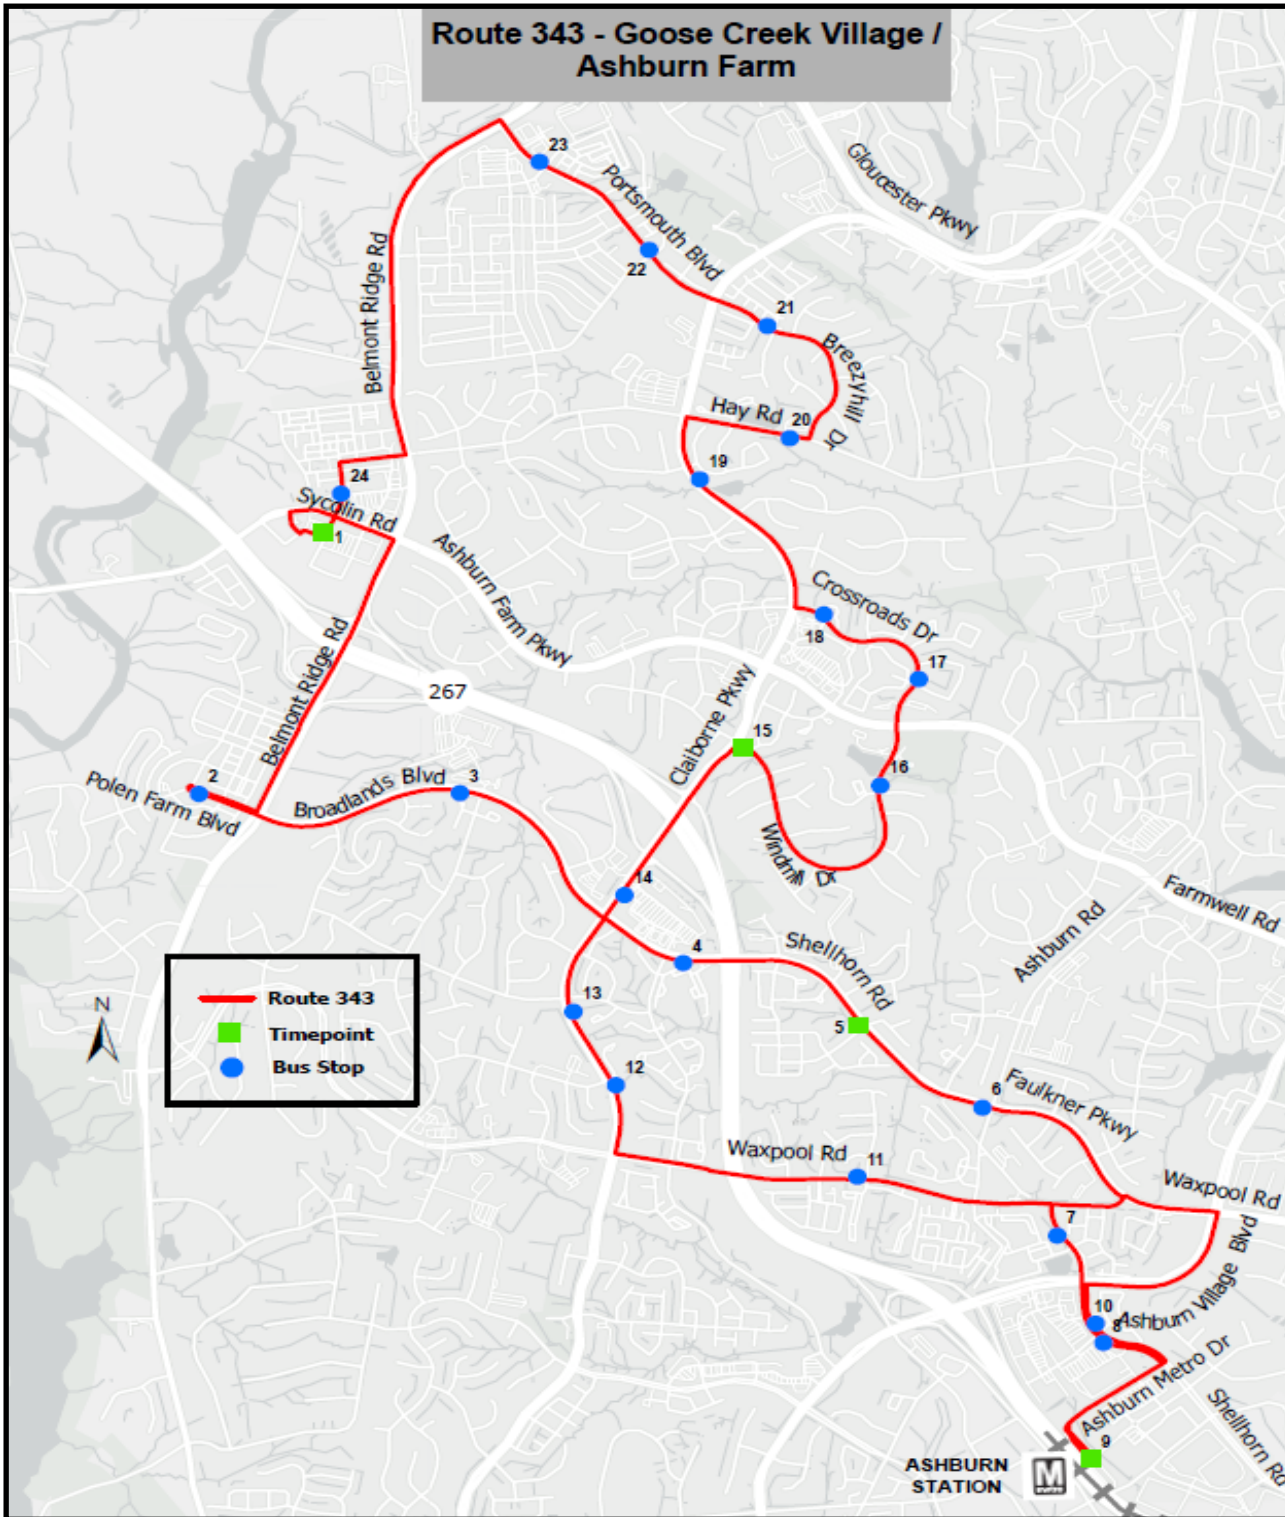 Route 343 - Goose Creek Village /
Ashburn Farm
23
Portsmouth Blvd
Gloucester Pkwy
22
21
Belmont Ridge Rd
Breezyhill Dr
Hay Rd
20
19
24
Sycolin Rd
1
Ashburn Farm Pkwy
Crossroads Dr
18
17
Belmont Ridge Rd
267
Claiborne Pkwy
15
16
2
Polen Farm Blvd
Broadlands Blvd
3
Windmill Dr
14
Farmwell Rd
Ashburn Rd
4
Shellhorn Rd
5
13
N
Route 343
Timepoint
Bus Stop
12
6
Faulkner Pkwy
Waxpool Rd
11
Waxpool Rd
7
Ashburn Village Blvd
10
8
Ashburn Metro Dr
Shellhorn Rd
9
ASHBURN
STATION
M